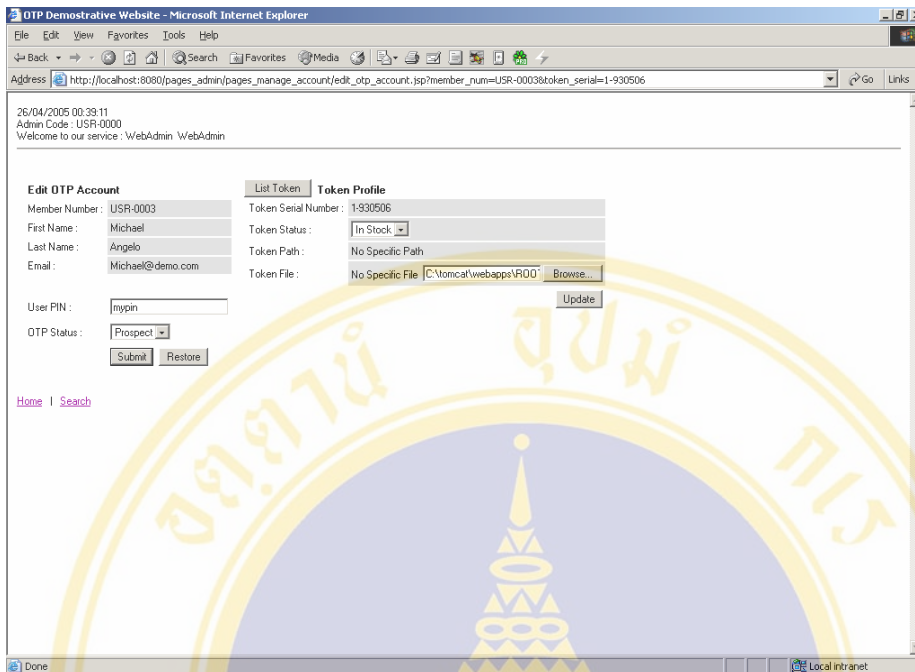 OTP Demostrative Website - Microsoft Internet Explorer
File Edit View Favorites Tools Help
Back Search Favorites Media
Address http://localhost:8080/pages_admin/pages_manage_account/edit_otp_account.jsp?member_num=USR-0003&token_serial=1-930506 Go Links
26/04/2005 00:39:11
Admin Code : USR-0000
Welcome to our service : WebAdmin WebAdmin
Edit OTP Account List Token Token Profile
Member Number : USR-0003 Token Serial Number : 1-930506
First Name : Michael Token Status : In Stock
Last Name : Angelo Token Path : No Specific Path
Email : Michael@demo.com Token File : No Specific File C:\tomcat\webapps\ROO Browse...
Update
User PIN : mypin
OTP Status : Prospect
Submit Restore
Home | Search
Done Local intranet